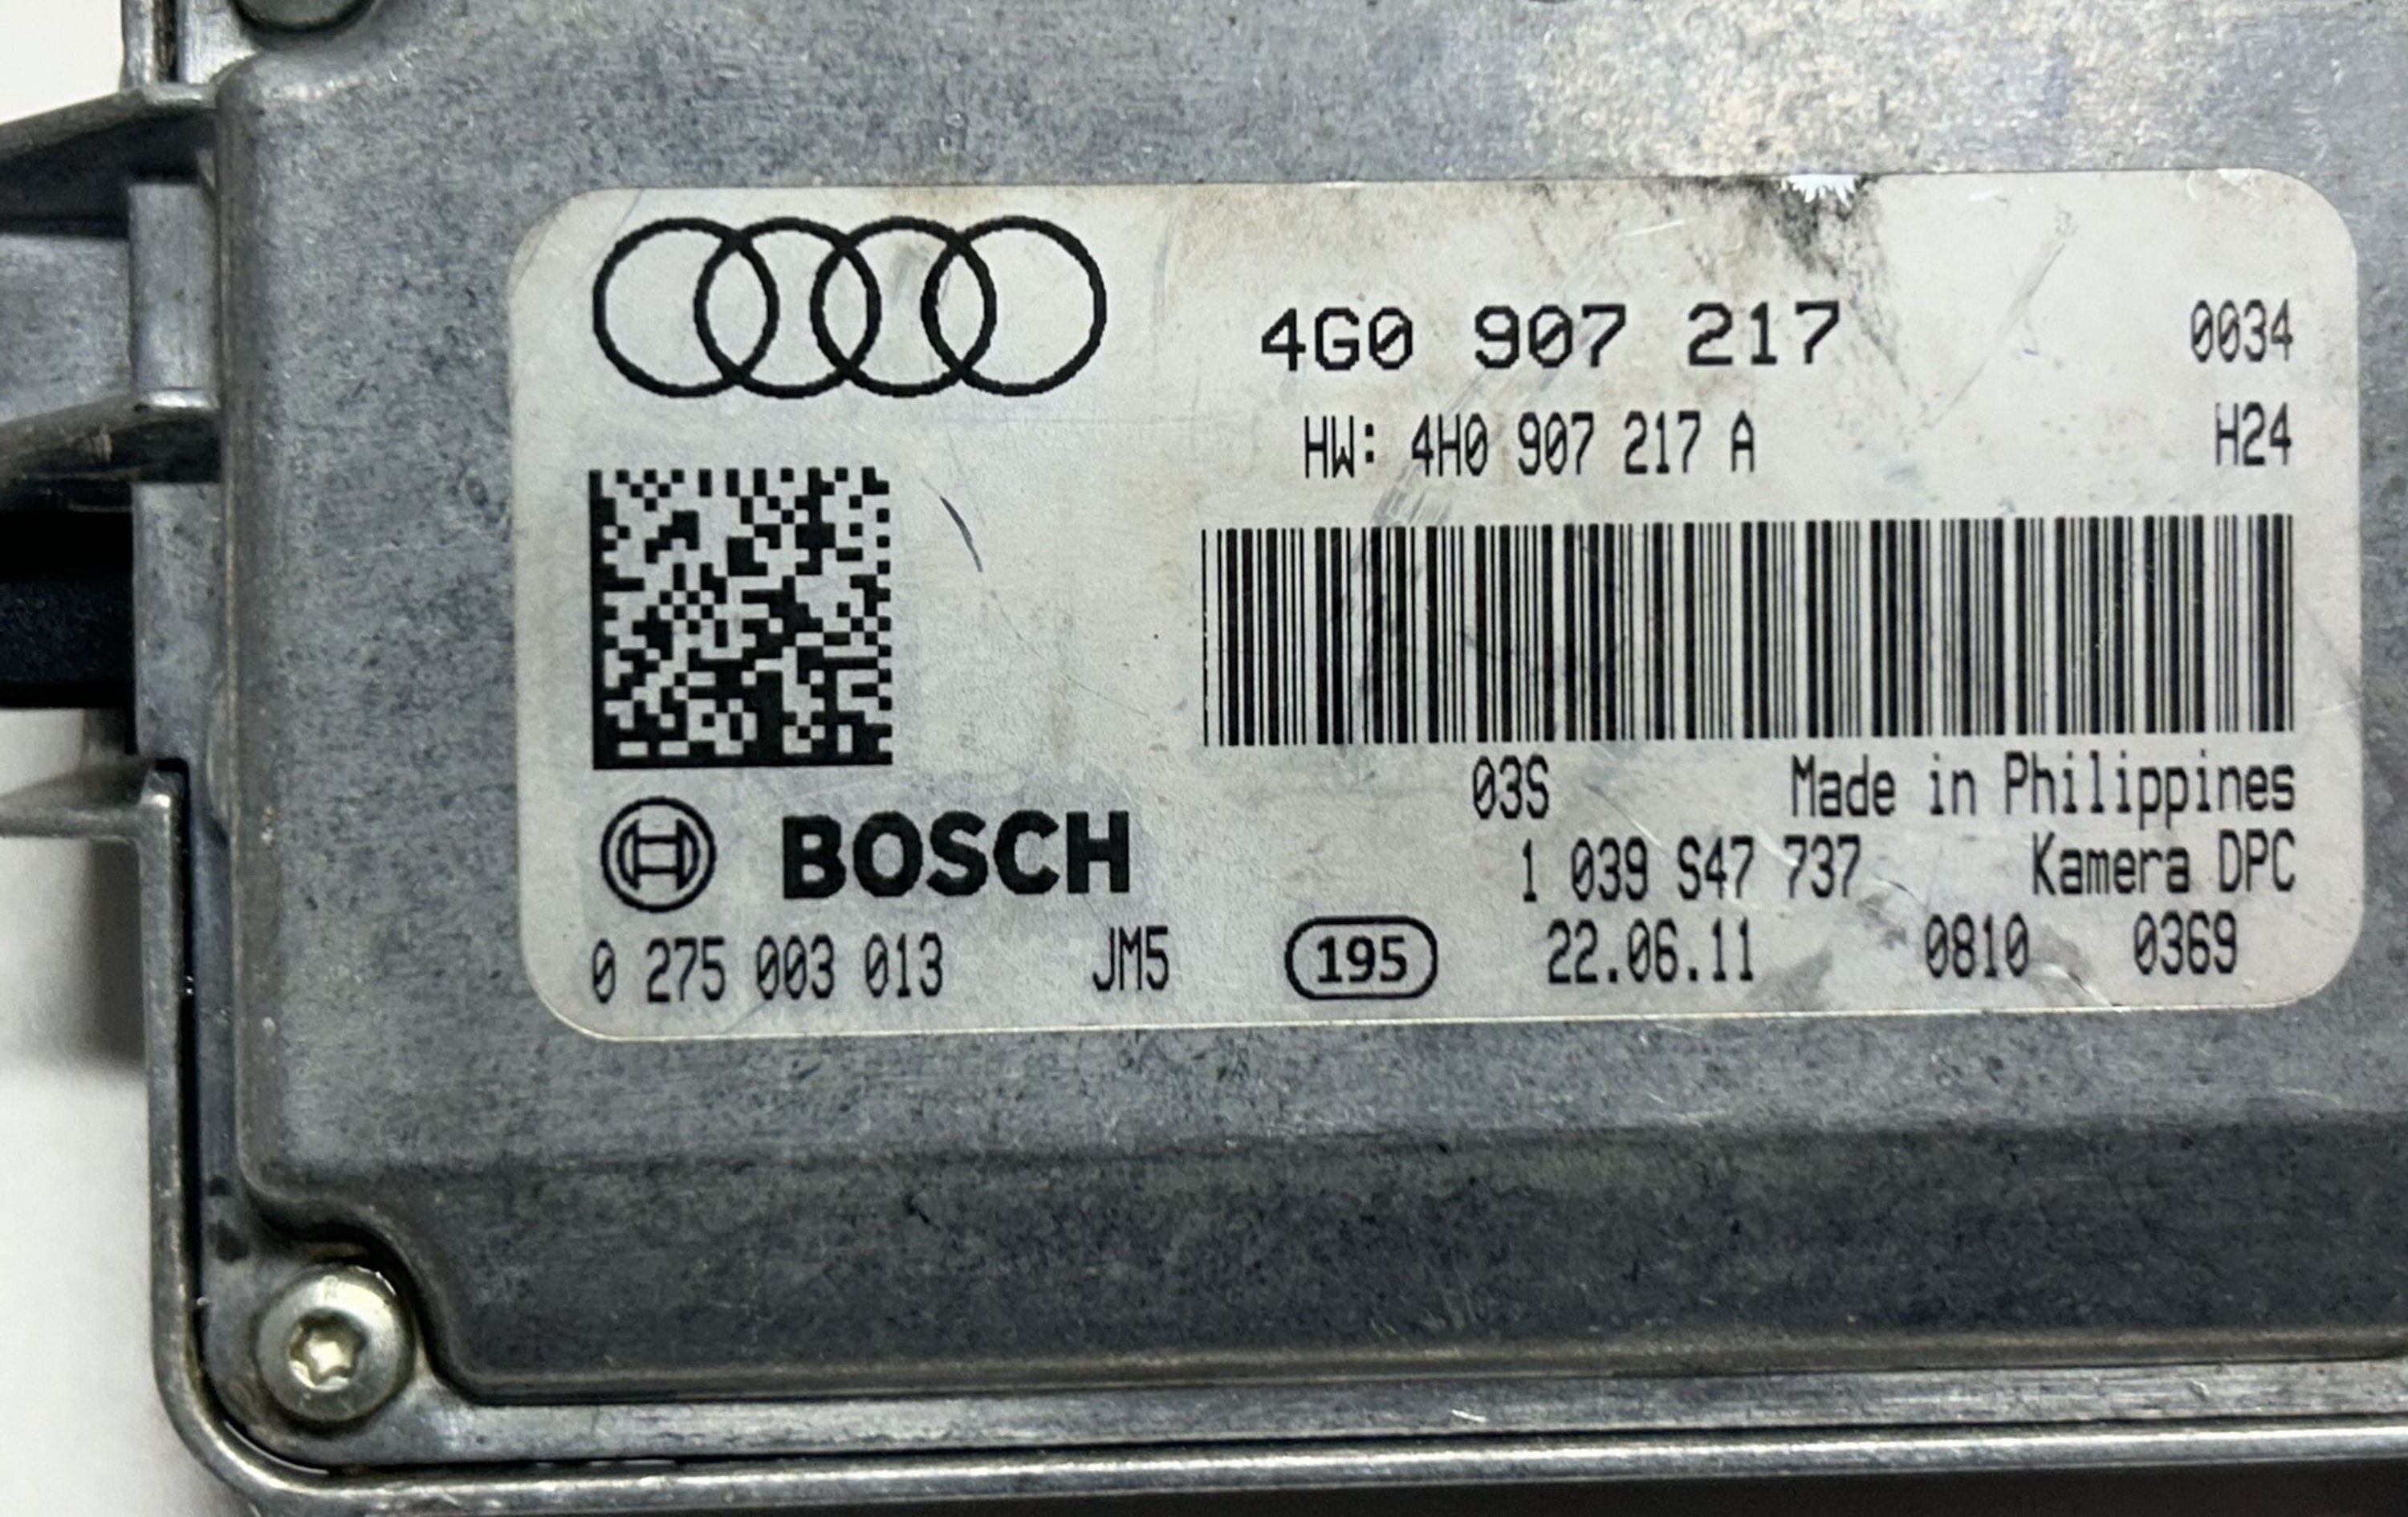 4G0 907 217 0034
HW: 4H0 907 217 A H24
03S Made in Philippines
BOSCH 1 039 S47 737 Kamera DPC
0 275 003 013 JM5 195 22.06.11 0810 0369